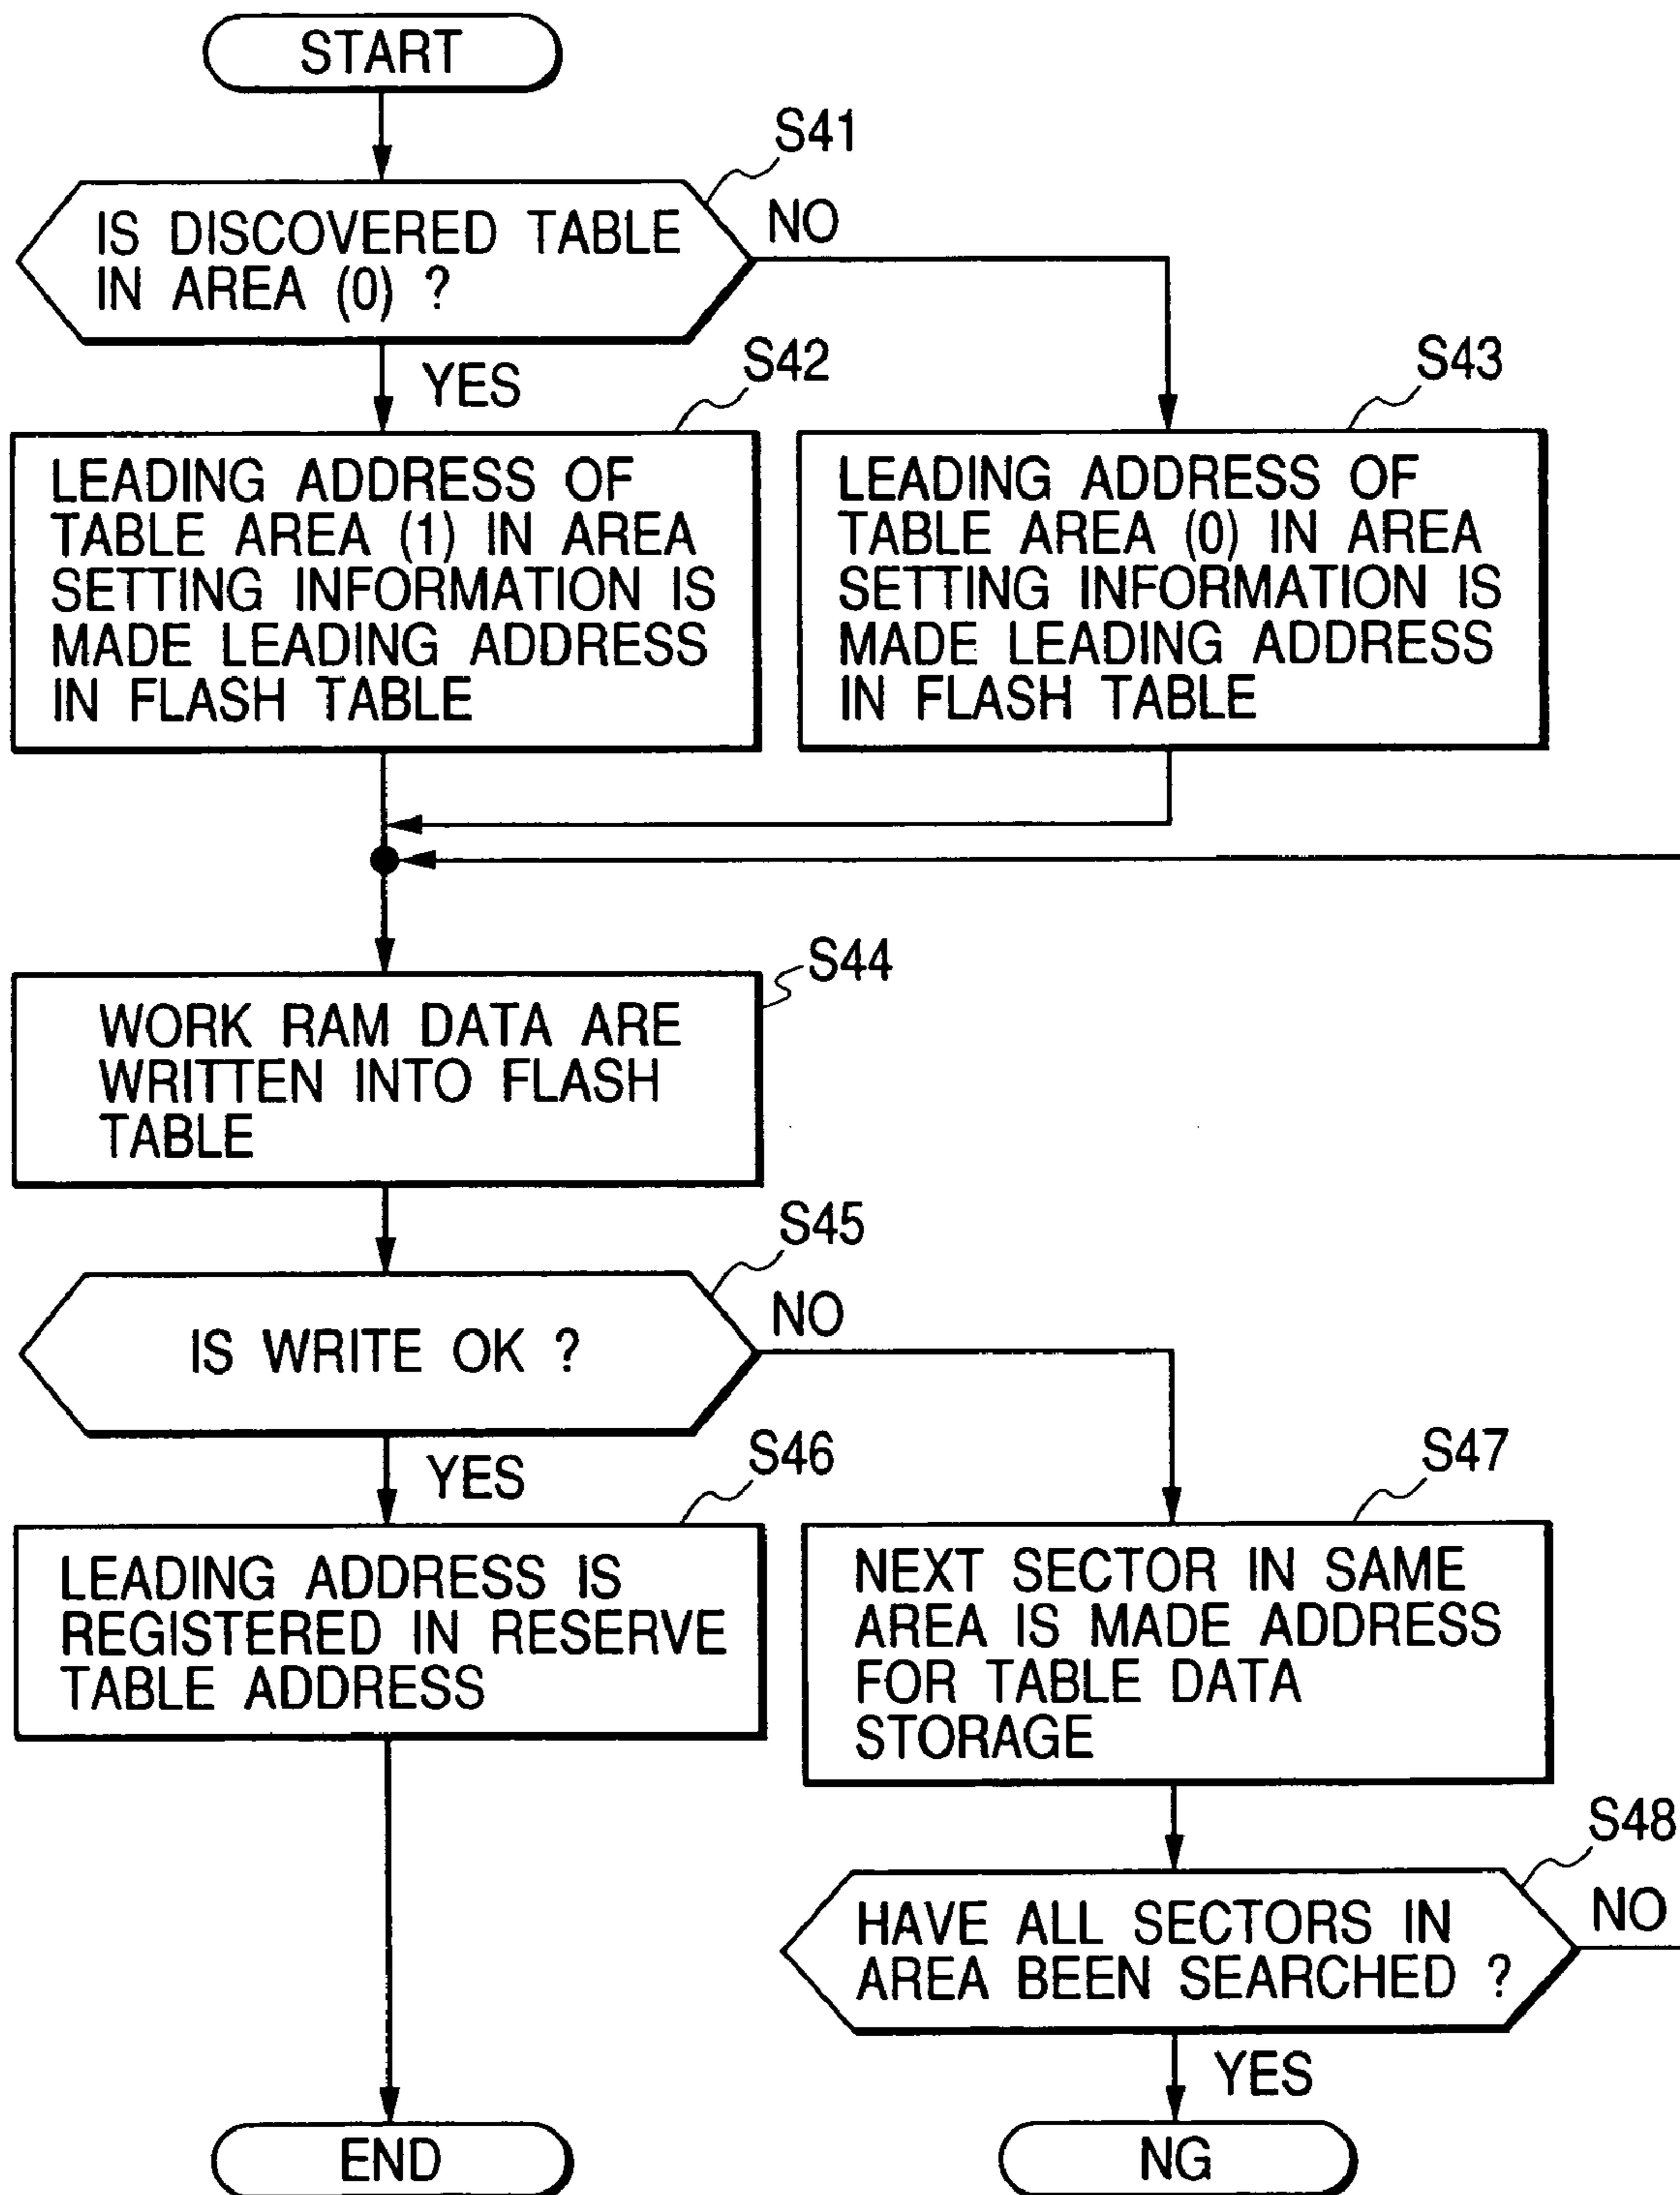 START
S41
IS DISCOVERED TABLE
IN AREA (0) ?
NO
YES
S42
LEADING ADDRESS OF
TABLE AREA (1) IN AREA
SETTING INFORMATION IS
MADE LEADING ADDRESS
IN FLASH TABLE
S43
LEADING ADDRESS OF
TABLE AREA (0) IN AREA
SETTING INFORMATION IS
MADE LEADING ADDRESS
IN FLASH TABLE
S44
WORK RAM DATA ARE
WRITTEN INTO FLASH
TABLE
S45
IS WRITE OK ?
NO
YES
S46
LEADING ADDRESS IS
REGISTERED IN RESERVE
TABLE ADDRESS
S47
NEXT SECTOR IN SAME
AREA IS MADE ADDRESS
FOR TABLE DATA
STORAGE
S48
HAVE ALL SECTORS IN
AREA BEEN SEARCHED ?
NO
YES
END
NG